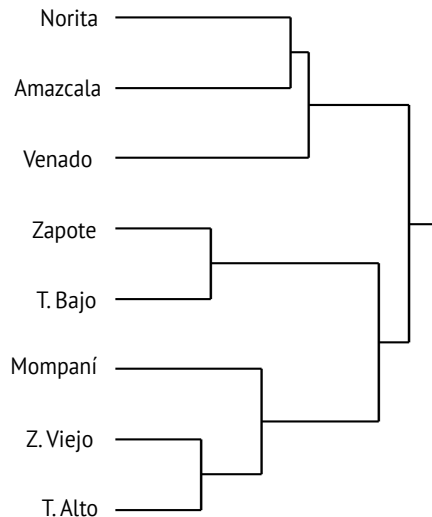 Norita
Amazcala
Venado
Zapote
T. Bajo
Mompaní
Z. Viejo
T. Alto